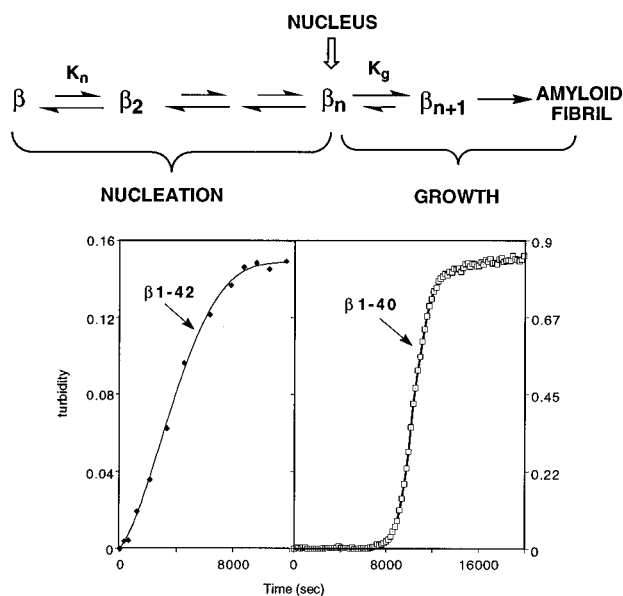 NUCLEUS
Kn
Kg
β
β2
βn
βn+1
AMYLOID
FIBRIL
NUCLEATION
GROWTH
0.16
0.12
0.08
0.04
0
turbidity
β1-42
β1-40
0.9
0.67
0.45
0.22
0
0
8000
0
8000
16000
Time (sec)